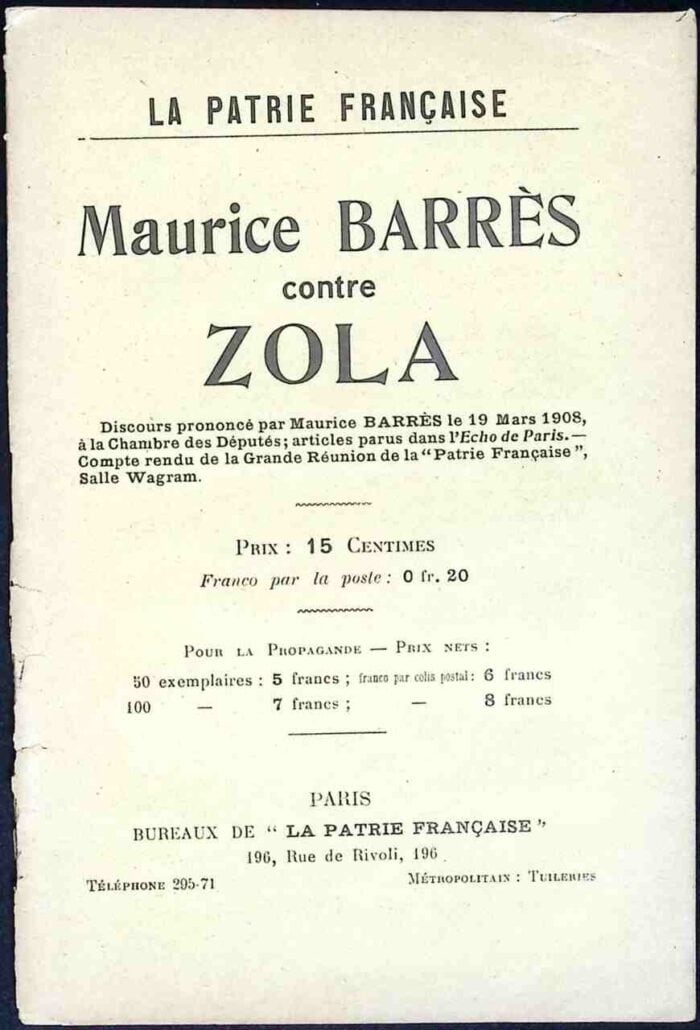 LA PATRIE FRANÇAISE
Maurice BARRÈS
contre
ZOLA
Discours prononcé par Maurice BARRÈS le 19 Mars 1908,
à la Chambre des Députés; articles parus dans l'Echo de Paris.—
Compte rendu de la Grande Réunion de la "Patrie Française",
Salle Wagram.
PRIX : 15 CENTIMES
Franco par la poste : 0 fr. 20
POUR LA PROPAGANDE — PRIX NETS :
50 exemplaires : 5 francs ; franco par colis postal : 6 francs
100 — 7 francs ; — 8 francs
PARIS
BUREAUX DE " LA PATRIE FRANÇAISE "
196, Rue de Rivoli, 196
TÉLÉPHONE 295-71 MÉTROPOLITAIN : TUILERIES